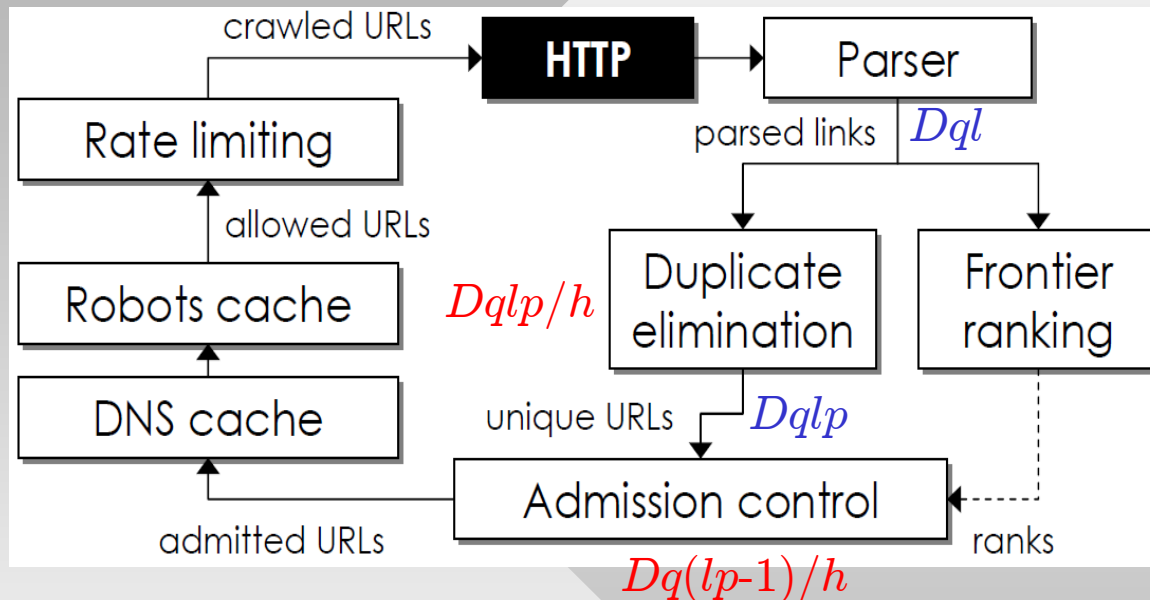 crawled URLs
HTTP
Parser
Rate limiting
parsed links
Dql
allowed URLs
Robots cache
Dqlp/h
Duplicate
elimination
Frontier
ranking
DNS cache
unique URLs
Dqlp
Admission control
admitted URLs
ranks
Dq(lp-1)/h